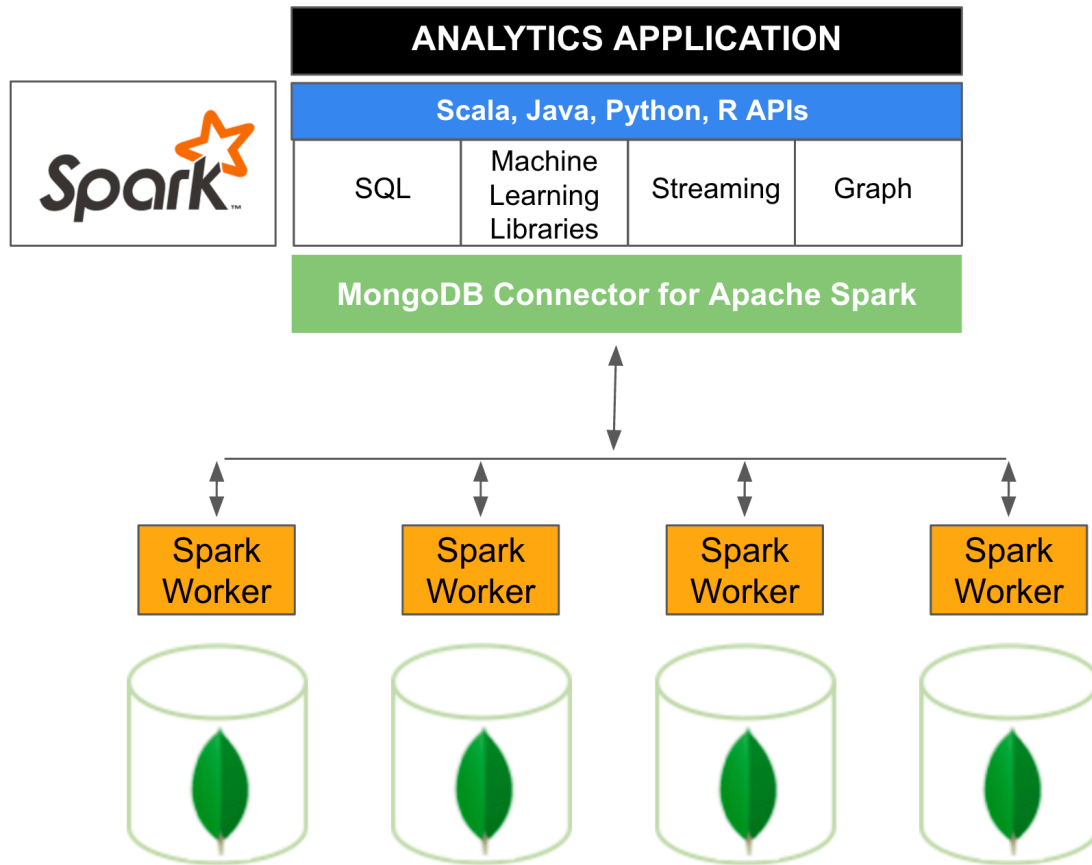 ANALYTICS APPLICATION
Spark™
Scala, Java, Python, R APIs
SQL
Machine
Learning
Libraries
Streaming
Graph
MongoDB Connector for Apache Spark
Spark
Worker
Spark
Worker
Spark
Worker
Spark
Worker